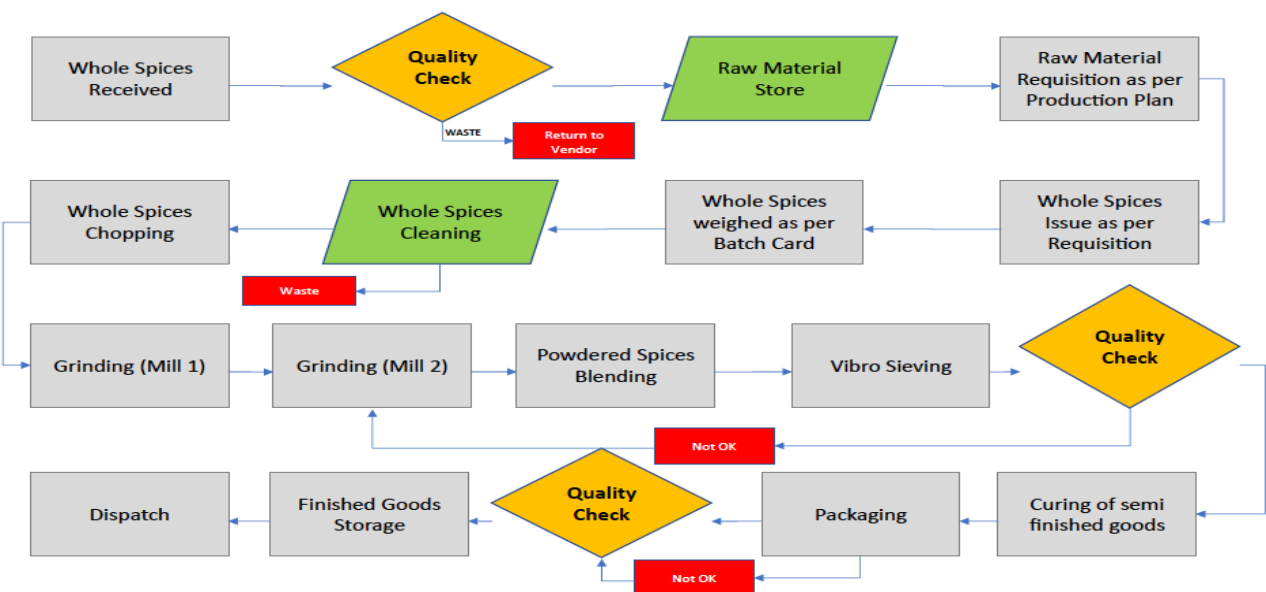 Whole Spices
Received
Quality
Check
Raw Material
Store
Raw Material
Requisition as per
Production Plan
WASTE
Return to
Vendor
Whole Spices
Issue as per
Requisition
Whole Spices
weighed as per
Batch Card
Whole Spices
Cleaning
Whole Spices
Chopping
Waste
Grinding (Mill 1)
Grinding (Mill 2)
Powdered Spices
Blending
Vibro Sieving
Quality
Check
Not OK
Curing of semi
finished goods
Packaging
Quality
Check
Finished Goods
Storage
Dispatch
Not OK